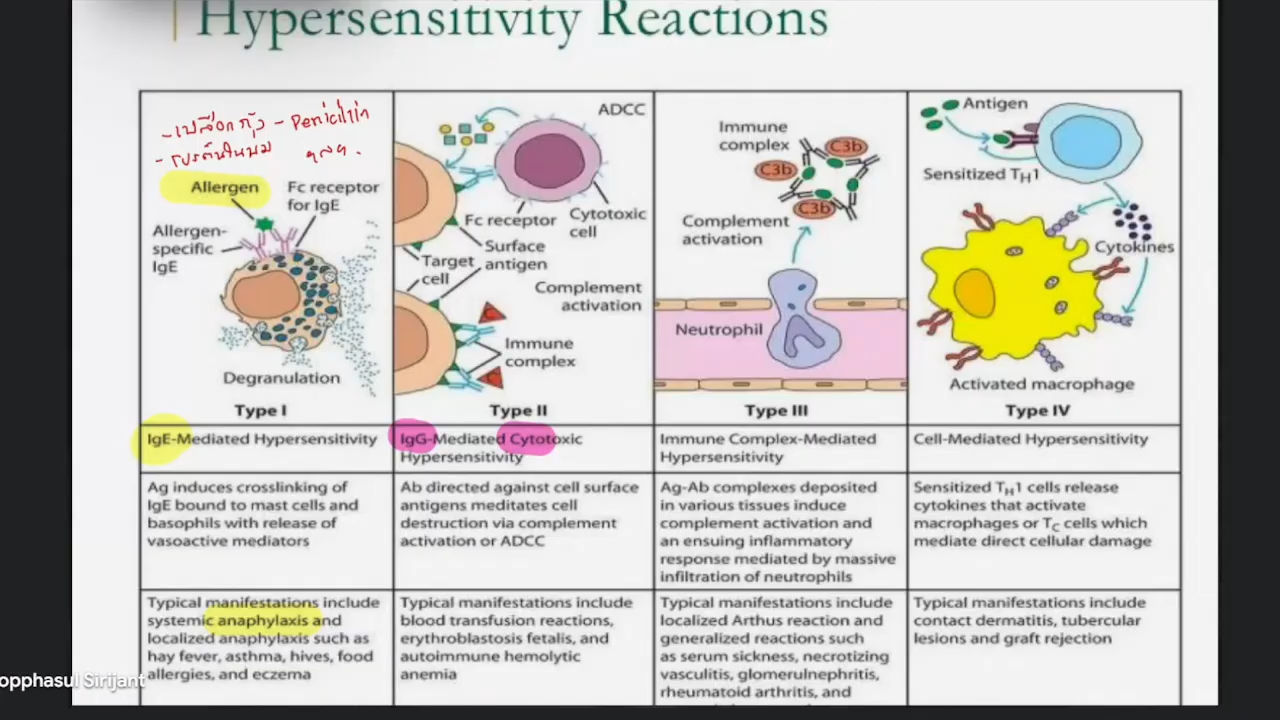 Hypersensitivity Reactions
-เปลือกกุ้ง - Penicillin
- โปรตีนในนม
Allergen
Fc receptor
for IgE
Allergen-
specific
IgE
Degranulation
Type I
ADCC
Fc receptor
Cytotoxic
cell
Surface
antigen
Target
cell
Complement
activation
C
Immune
complex
C
Type II
Immune
complex
C3b
C3b
C3b
Complement
activation
Neutrophil
Type III
Antigen
Sensitized TH1
Cytokines
Activated macrophage
Type IV
IgE-Mediated Hypersensitivity
IgG-Mediated Cytotoxic
Hypersensitivity
Immune Complex-Mediated
Hypersensitivity
Cell-Mediated Hypersensitivity
Ag induces crosslinking of
IgE bound to mast cells and
basophils with release of
vasoactive mediators
Ab directed against cell surface
antigens meditates cell
destruction via complement
activation or ADCC
Ag-Ab complexes deposited
in various tissues induce
complement activation and
an ensuing inflammatory
response mediated by massive
infiltration of neutrophils
Sensitized TH1 cells release
cytokines that activate
macrophages or TC cells which
mediate direct cellular damage
Typical manifestations include
systemic anaphylaxis and
localized anaphylaxis such as
hay fever, asthma, hives, food
allergies, and eczema
Typical manifestations include
blood transfusion reactions,
erythroblastosis fetalis, and
autoimmune hemolytic
anemia
Typical manifestations include
localized Arthus reaction and
generalized reactions such
as serum sickness, necrotizing
vasculitis, glomerulnephritis,
rheumatoid arthritis, and
Typical manifestations include
contact dermatitis, tubercular
lesions and graft rejection
opphasul Sirijant